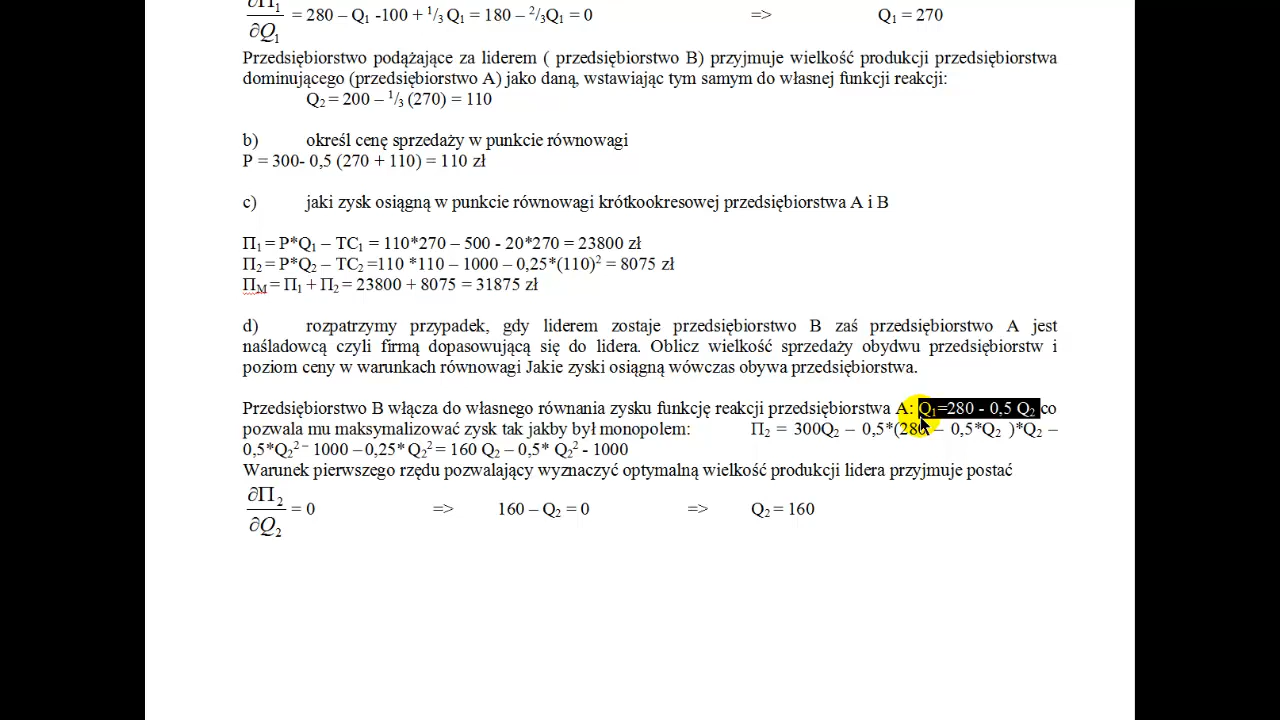 ∂Π₁/∂Q₁ = 280 – Q₁ -100 + ¹/₃ Q₁ = 180 – ²/₃Q₁ = 0 => Q₁ = 270
Przedsiębiorstwo podążające za liderem ( przedsiębiorstwo B) przyjmuje wielkość produkcji przedsiębiorstwa
dominującego (przedsiębiorstwo A) jako daną, wstawiając tym samym do własnej funkcji reakcji:
Q₂ = 200 – ¹/₃ (270) = 110
b) określ cenę sprzedaży w punkcie równowagi
P = 300- 0,5 (270 + 110) = 110 zł
c) jaki zysk osiągną w punkcie równowagi krótkookresowej przedsiębiorstwa A i B
Π₁ = P*Q₁ – TC₁ = 110*270 – 500 - 20*270 = 23800 zł
Π₂ = P*Q₂ – TC₂ =110 *110 – 1000 – 0,25*(110)² = 8075 zł
Π_M = Π₁ + Π₂ = 23800 + 8075 = 31875 zł
d) rozpatrzymy przypadek, gdy liderem zostaje przedsiębiorstwo B zaś przedsiębiorstwo A jest
naśladowcą czyli firmą dopasowującą się do lidera. Oblicz wielkość sprzedaży obydwu przedsiębiorstw i
poziom ceny w warunkach równowagi Jakie zyski osiągną wówczas obywa przedsiębiorstwa.
Przedsiębiorstwo B włącza do własnego równania zysku funkcję reakcji przedsiębiorstwa A: Q₁=280 - 0,5 Q₂ co
pozwala mu maksymalizować zysk tak jakby był monopolem: Π₂ = 300Q₂ – 0,5*(280 – 0,5*Q₂ )*Q₂ –
0,5*Q₂² – 1000 – 0,25* Q₂² = 160 Q₂ – 0,5* Q₂² - 1000
Warunek pierwszego rzędu pozwalający wyznaczyć optymalną wielkość produkcji lidera przyjmuje postać
∂Π₂/∂Q₂ = 0 => 160 – Q₂ = 0 => Q₂ = 160